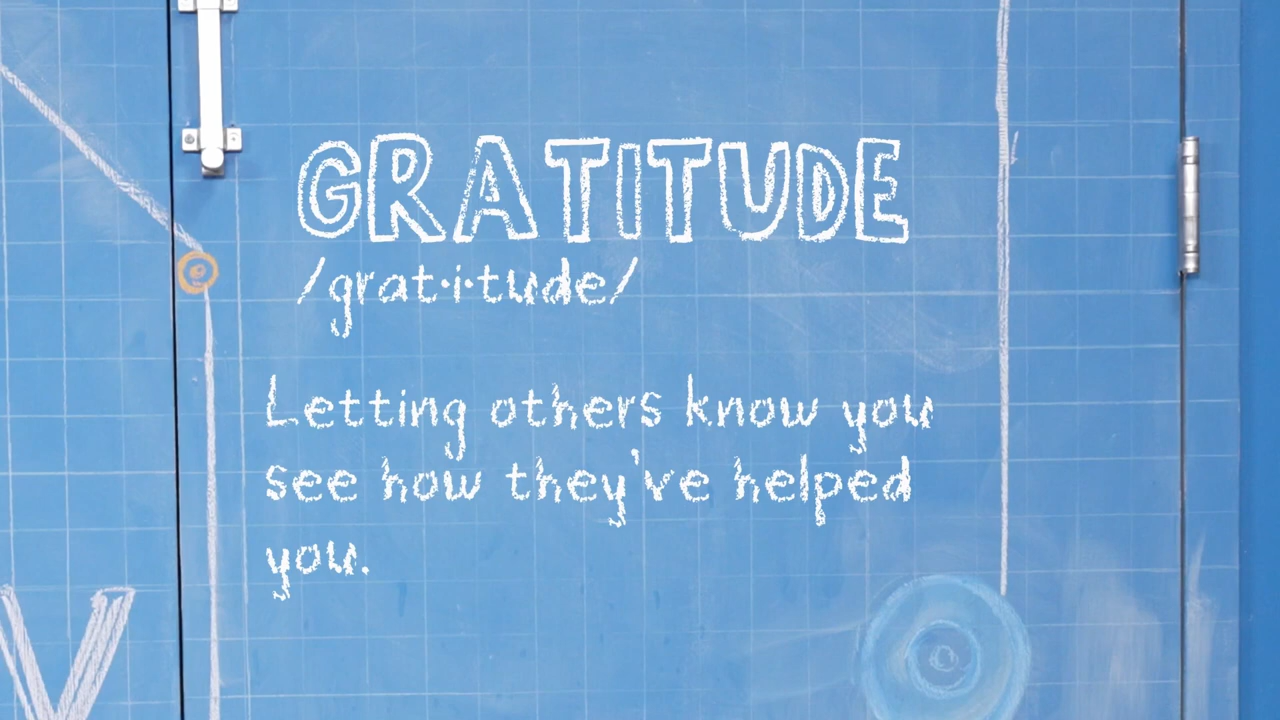 GRATITUDE
/grat·i·tude/
Letting others know you
see how they've helped
you.
V